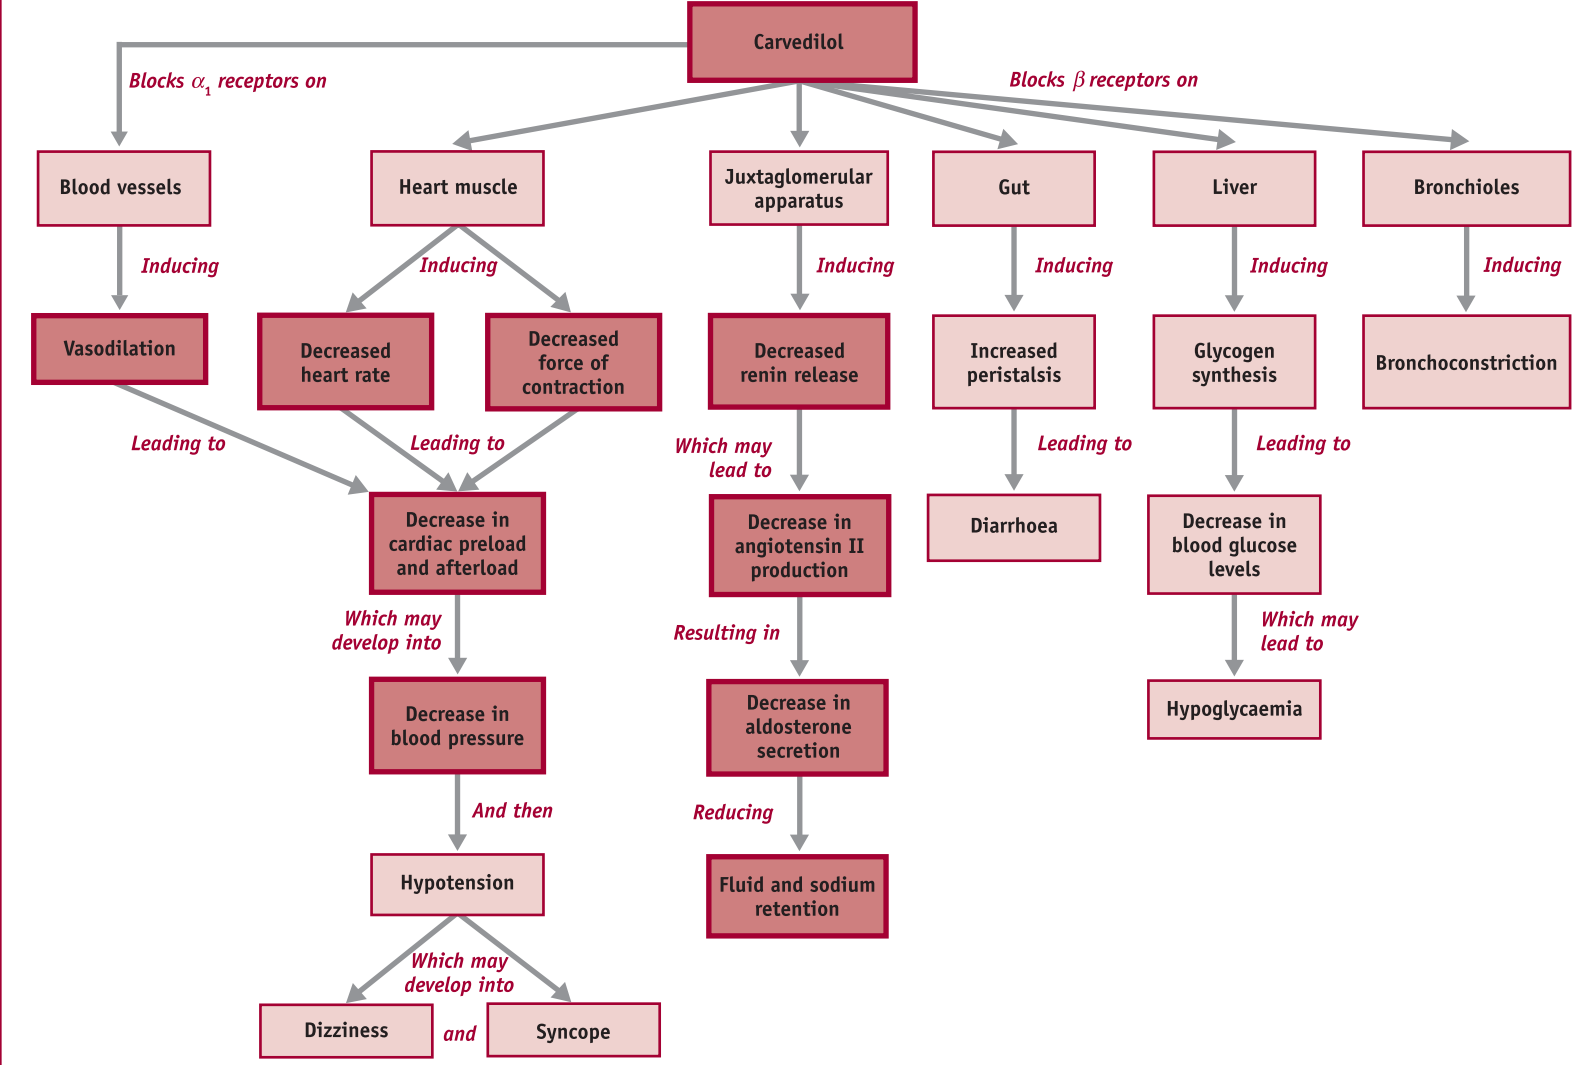 Carvedilol
Blocks α1 receptors on
Blocks β receptors on
Blood vessels
Heart muscle
Juxtaglomerular
apparatus
Gut
Liver
Bronchioles
Inducing
Inducing
Inducing
Inducing
Inducing
Inducing
Vasodilation
Decreased
heart rate
Decreased
force of
contraction
Decreased
renin release
Increased
peristalsis
Glycogen
synthesis
Bronchoconstriction
Leading to
Leading to
Which may
lead to
Leading to
Leading to
Decrease in
cardiac preload
and afterload
Decrease in
angiotensin II
production
Diarrhoea
Decrease in
blood glucose
levels
Which may
develop into
Resulting in
Which may
lead to
Decrease in
blood pressure
Decrease in
aldosterone
secretion
Hypoglycaemia
And then
Reducing
Hypotension
Fluid and sodium
retention
Which may
develop into
Dizziness
and
Syncope